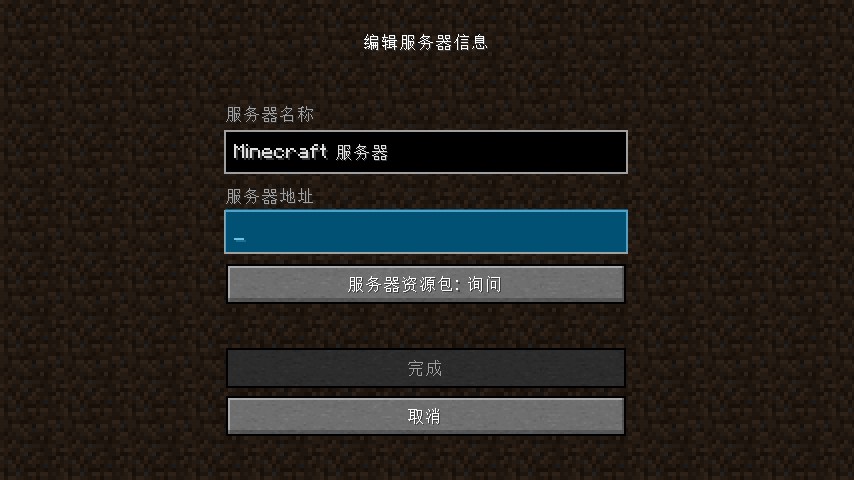 编辑服务器信息
服务器名称
Minecraft 服务器
服务器地址
_
服务器资源包: 询问
完成
取消